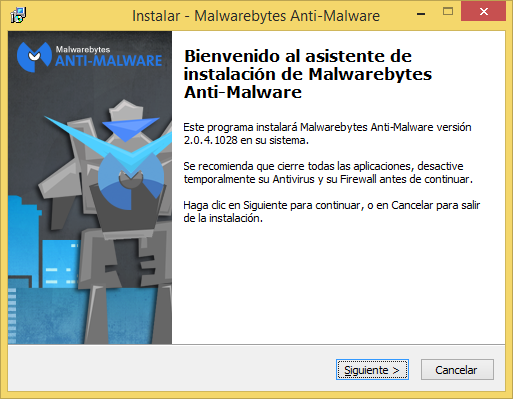 Instalar - Malwarebytes Anti-Malware
Malwarebytes
ANTI-MALWARE
Bienvenido al asistente de
instalación de Malwarebytes
Anti-Malware
Este programa instalará Malwarebytes Anti-Malware versión
2.0.4.1028 en su sistema.
Se recomienda que cierre todas las aplicaciones, desactive
temporalmente su Antivirus y su Firewall antes de continuar.
Haga clic en Siguiente para continuar, o en Cancelar para salir
de la instalación.
Siguiente >
Cancelar